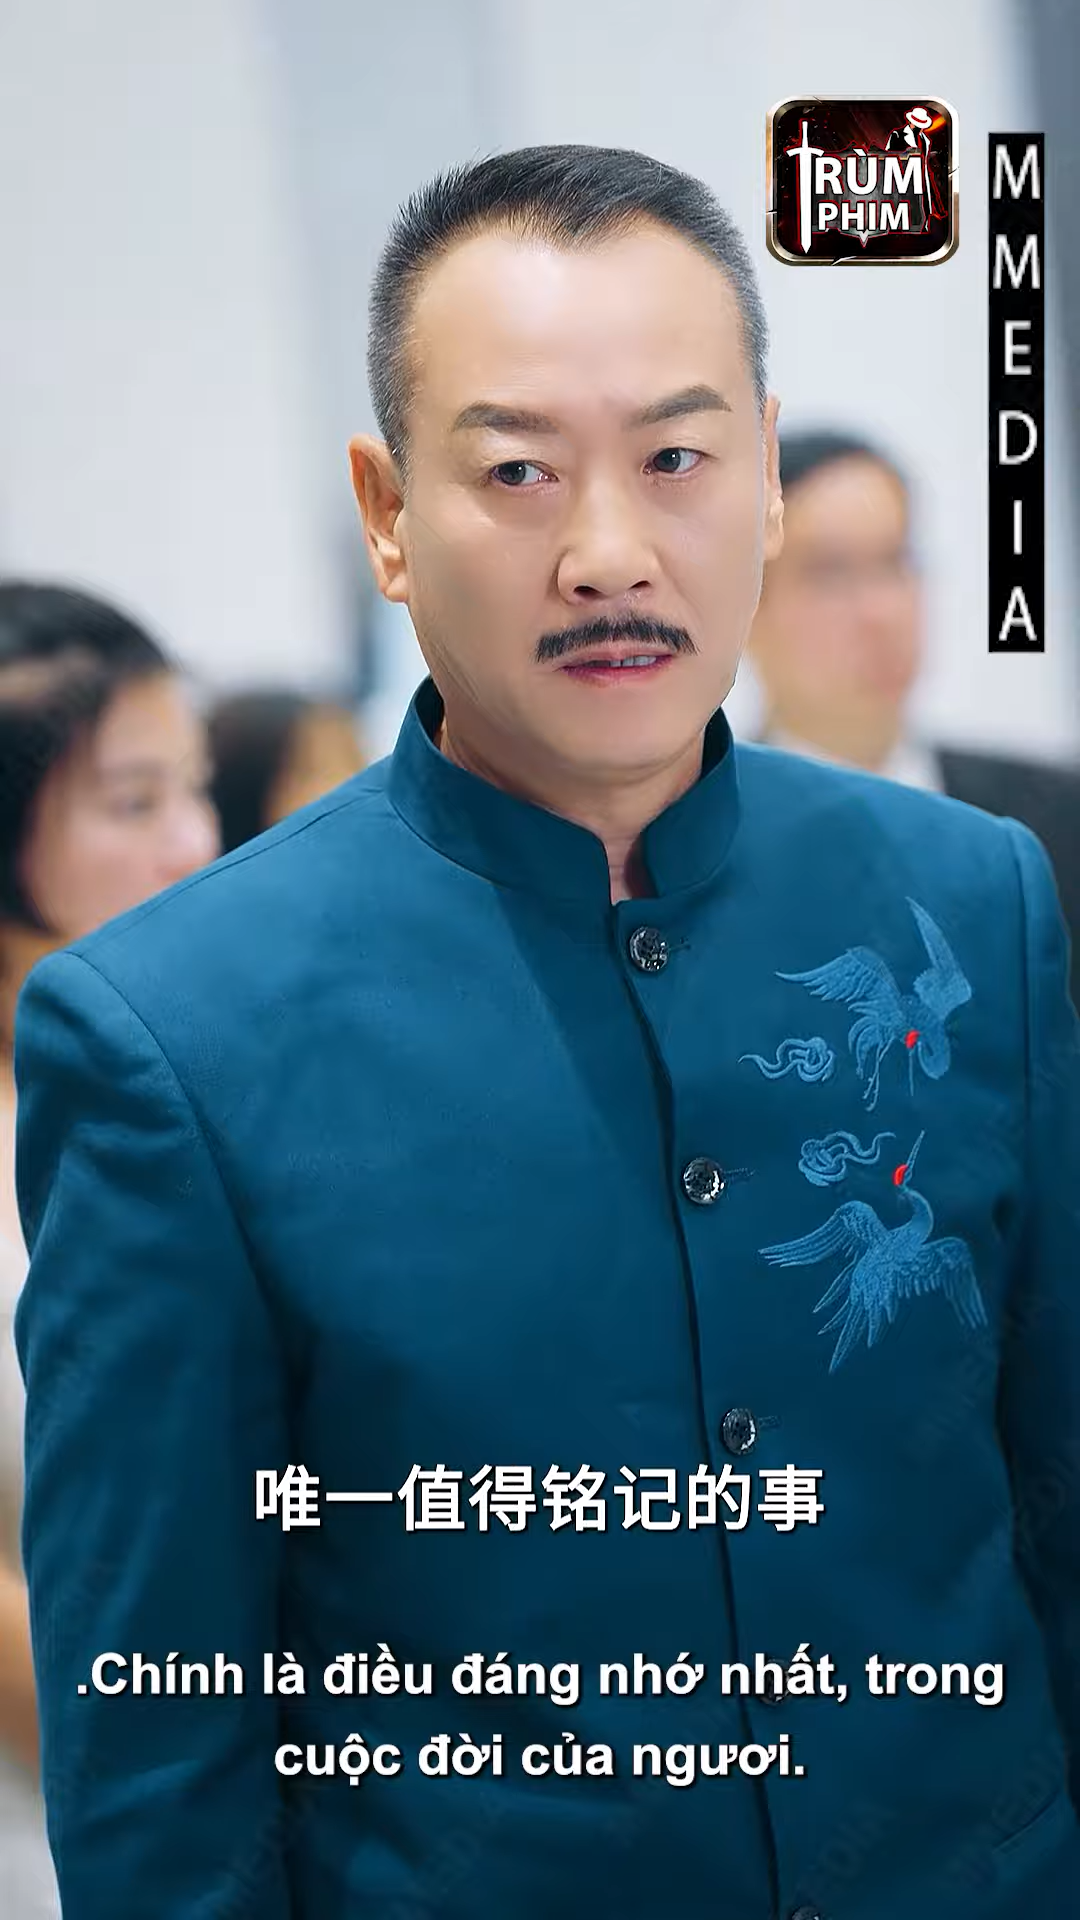 TRÙM
PHIM
MMEDIA
唯一值得铭记的事
.Chính là điều đáng nhớ nhất, trong
cuộc đời của ngươi.